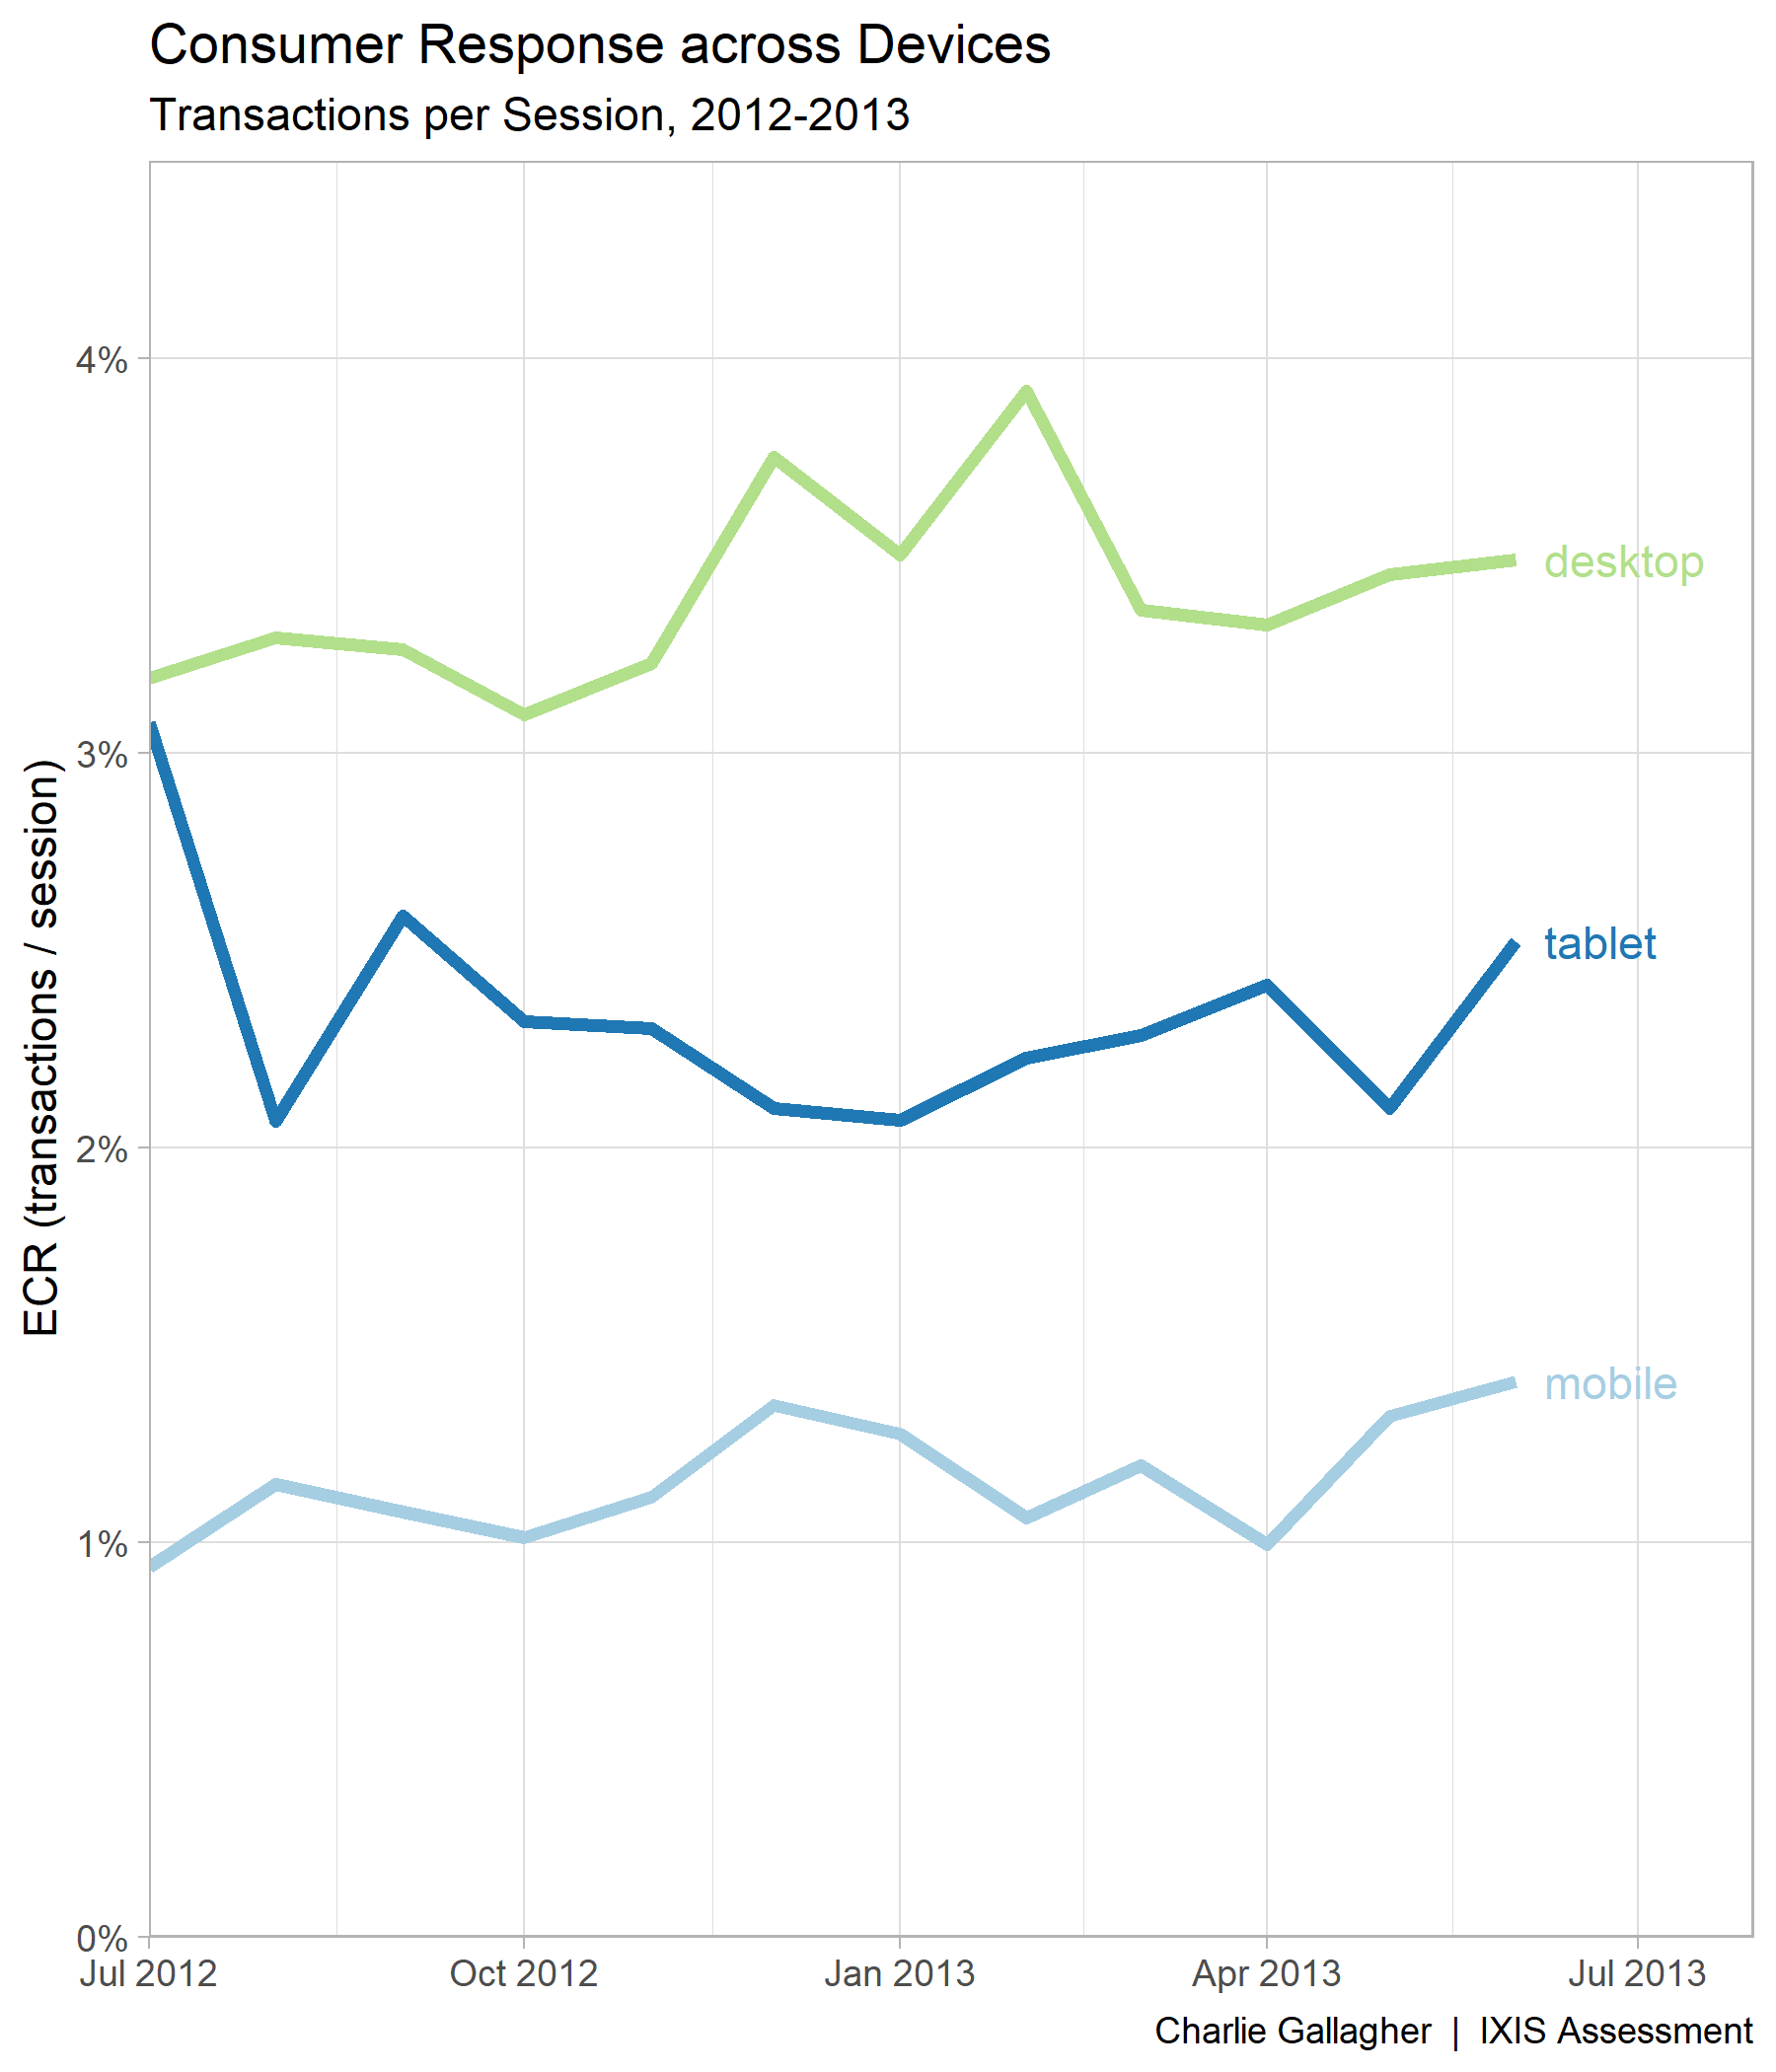 Consumer Response across Devices
Transactions per Session, 2012-2013
ECR (transactions / session)
4%
3%
2%
1%
0%
desktop
tablet
mobile
Jul 2012
Oct 2012
Jan 2013
Apr 2013
Jul 2013
Charlie Gallagher | IXIS Assessment